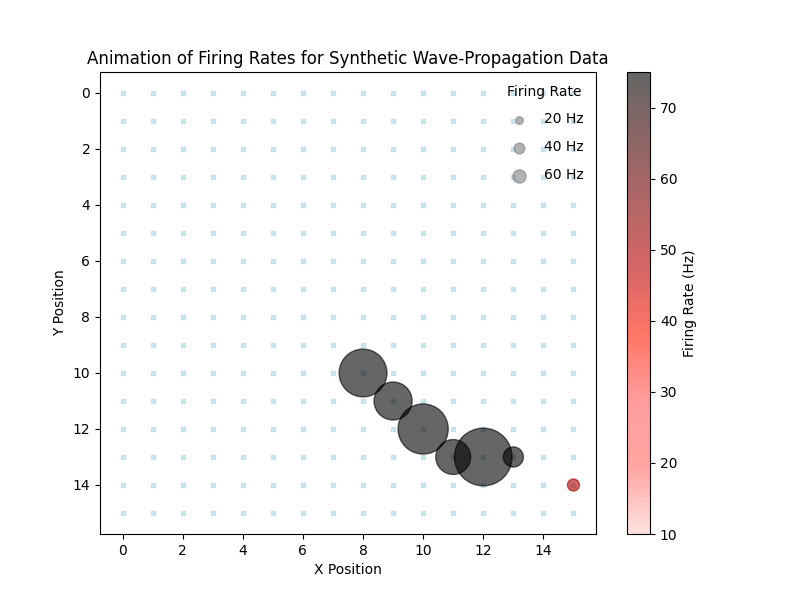 Animation of Firing Rates for Synthetic Wave-Propagation Data
Firing Rate
20 Hz
40 Hz
60 Hz
0
2
4
6
8
10
12
14
Y Position
0 2 4 6 8 10 12 14
X Position
70
60
50
40
30
20
10
Firing Rate (Hz)